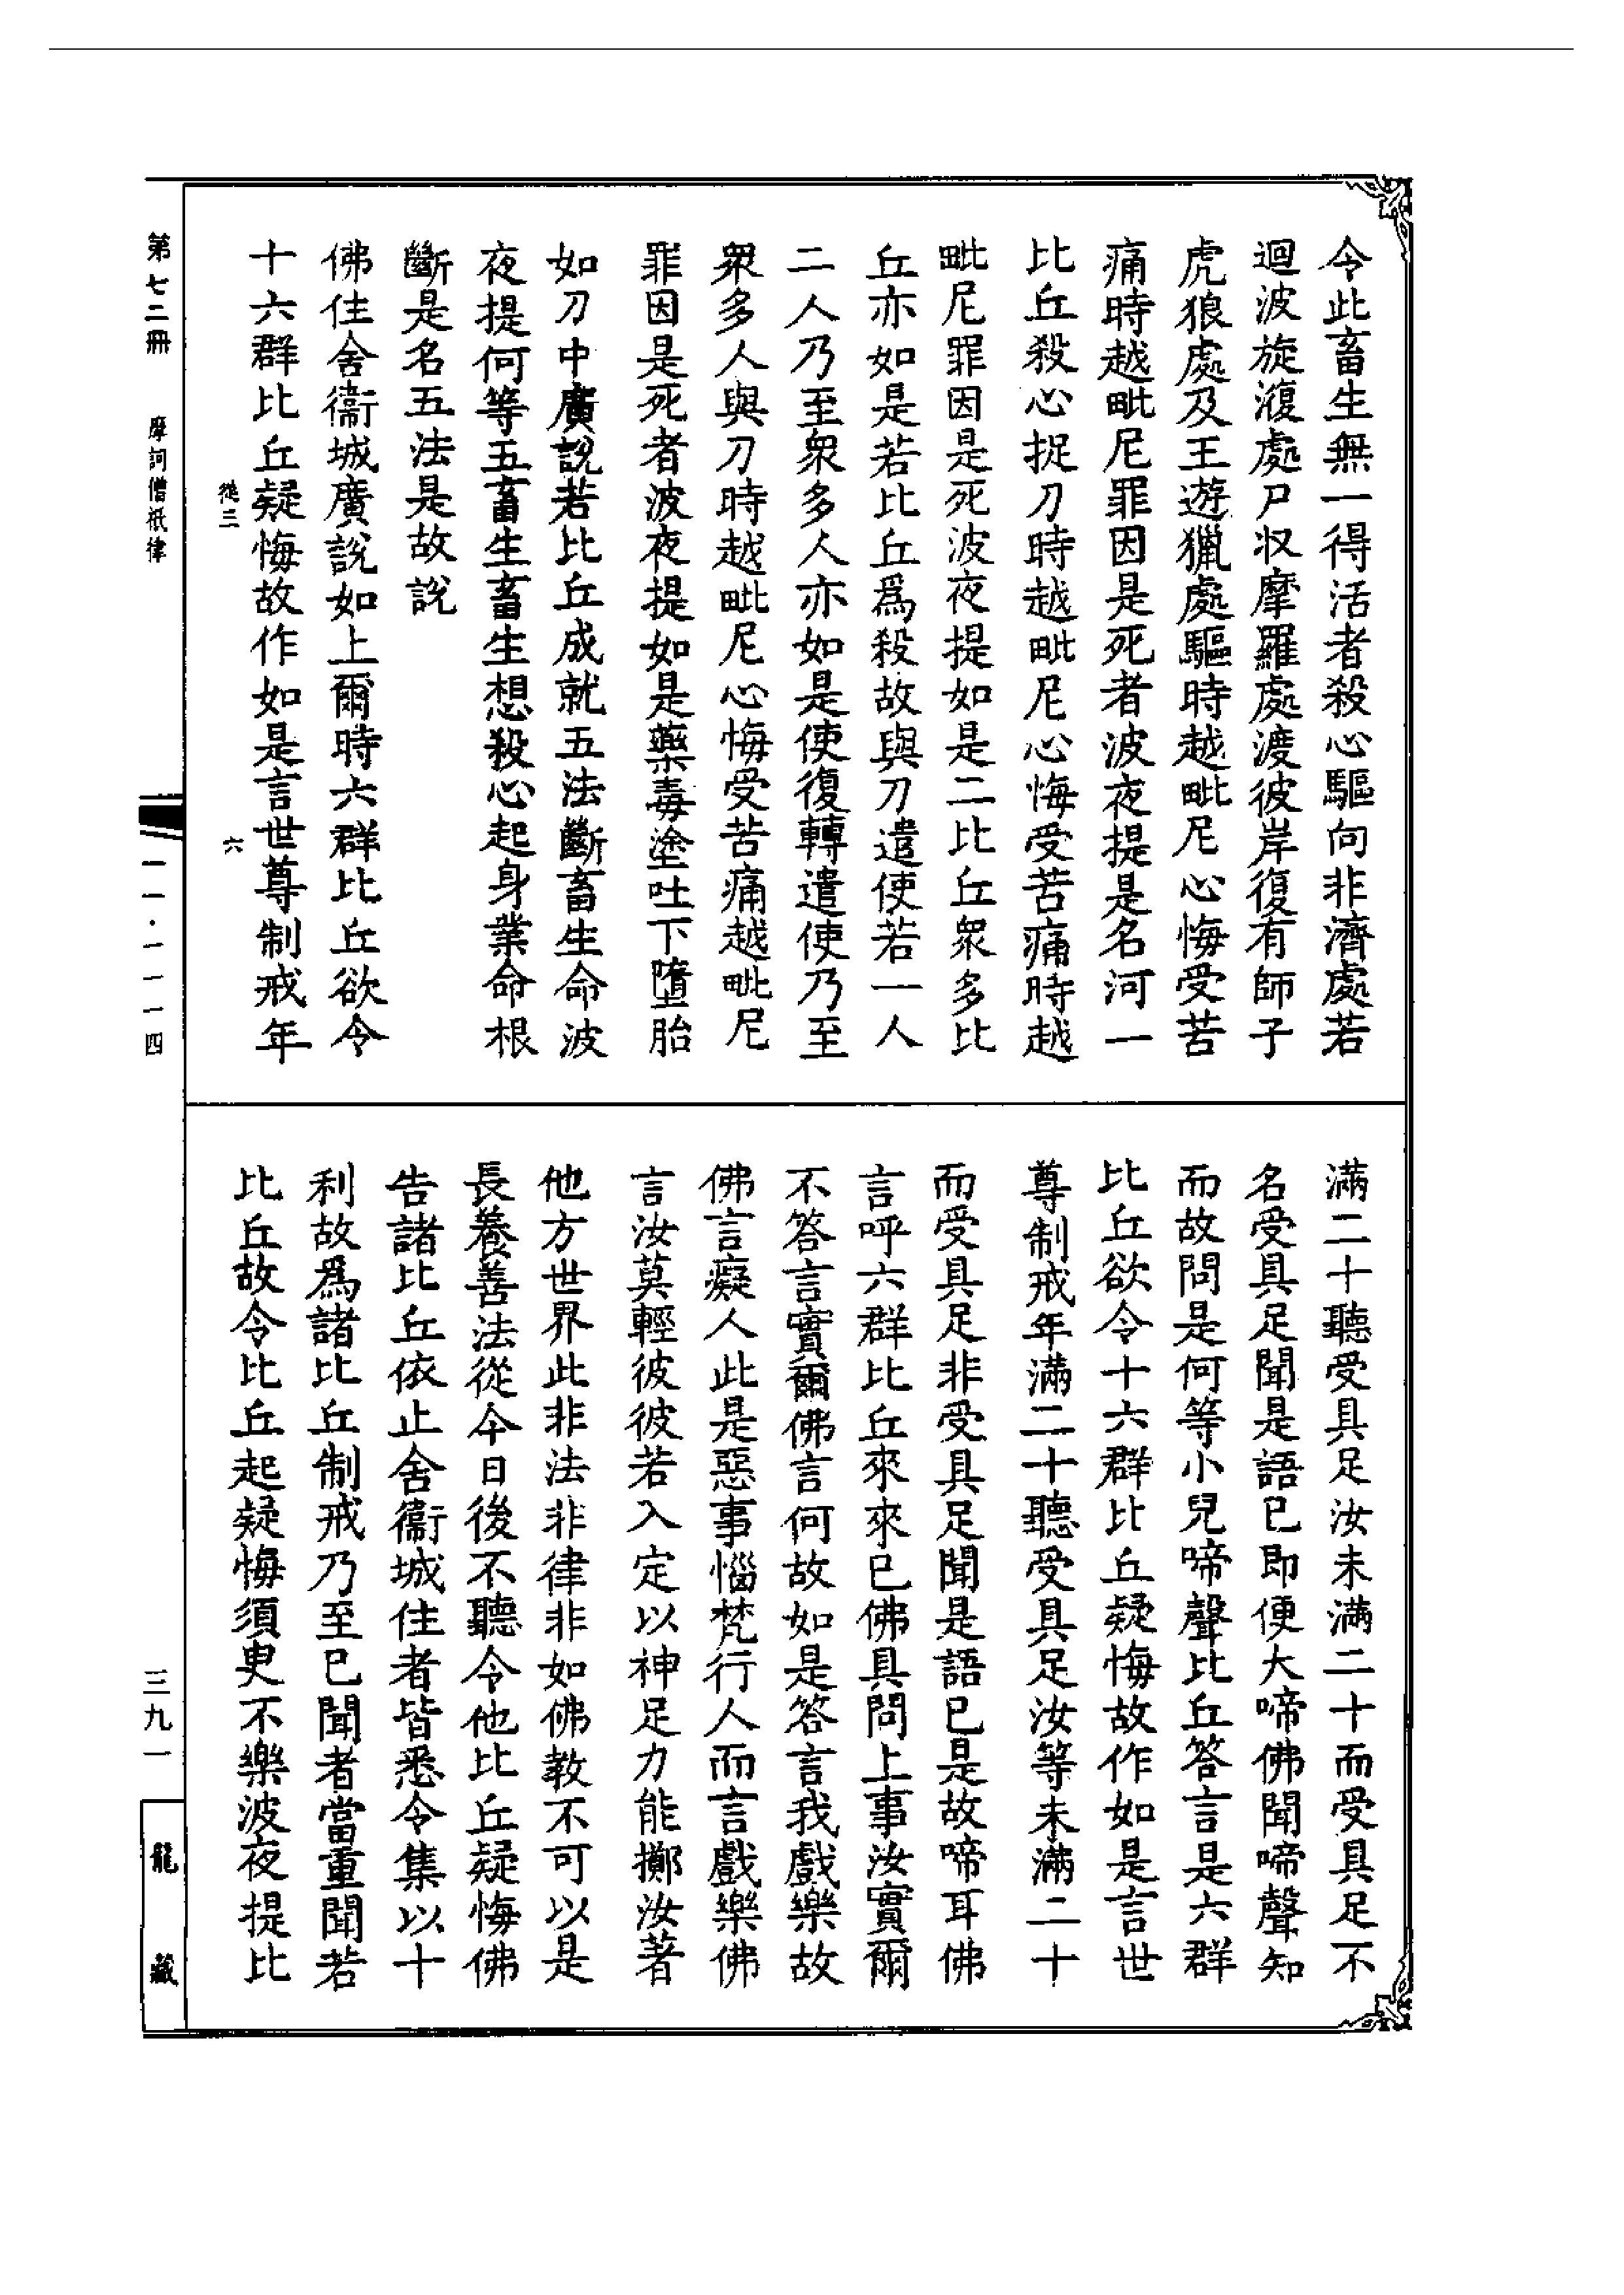 令此畜生無一得活者殺心驅向非濟處若
迴波旋澓處尸收摩羅處渡彼岸復有師子
虎狼處及王遊獵處驅時越毗尼心悔受苦
痛時越毗尼罪因是死者波夜提是名河一
比丘殺心捉刀時越毗尼心悔受苦痛時越
毗尼罪因是死波夜提如是二比丘衆多比
丘亦如是若比丘爲殺故與刀遣使若一人
二人乃至衆多人亦如是使復轉遣使乃至
衆多人與刀時越毗尼心悔受苦痛越毗尼
罪因是死者波夜提如是藥毒塗吐下墮胎
如刀中廣說若比丘成就五法斷畜生命波
夜提何等五畜生畜生想殺心起身業命根
斷是名五法是故說
佛住舍衞城廣說如上爾時六群比丘欲令
十六群比丘疑悔故作如是言世尊制戒年
滿二十聽受具足汝未滿二十而受具足不
名受具足聞是語已即便大啼佛聞啼聲知
而故問是何等小兒啼聲比丘答言是六群
比丘欲令十六群比丘疑悔故作如是言世
尊制戒年滿二十聽受具足汝等未滿二十
而受具足非受具足聞是語已是故啼耳佛
言呼六群比丘來來已佛具問上事汝實爾
不答言實爾佛言何故如是答言我戲樂故
佛言癡人此是惡事惱梵行人而言戲樂佛
言汝莫輕彼彼若入定以神足力能擲汝著
他方世界此非法非律非如佛教不可以是
長養善法從今日後不聽令他比丘疑悔佛
告諸比丘依止舍衞城住者皆悉令集以十
利故爲諸比丘制戒乃至已聞者當重聞若
比丘故令比丘起疑悔須臾不樂波夜提比
第七二冊
摩訶僧祇律
一一·一一一四
三九一
龍藏
六